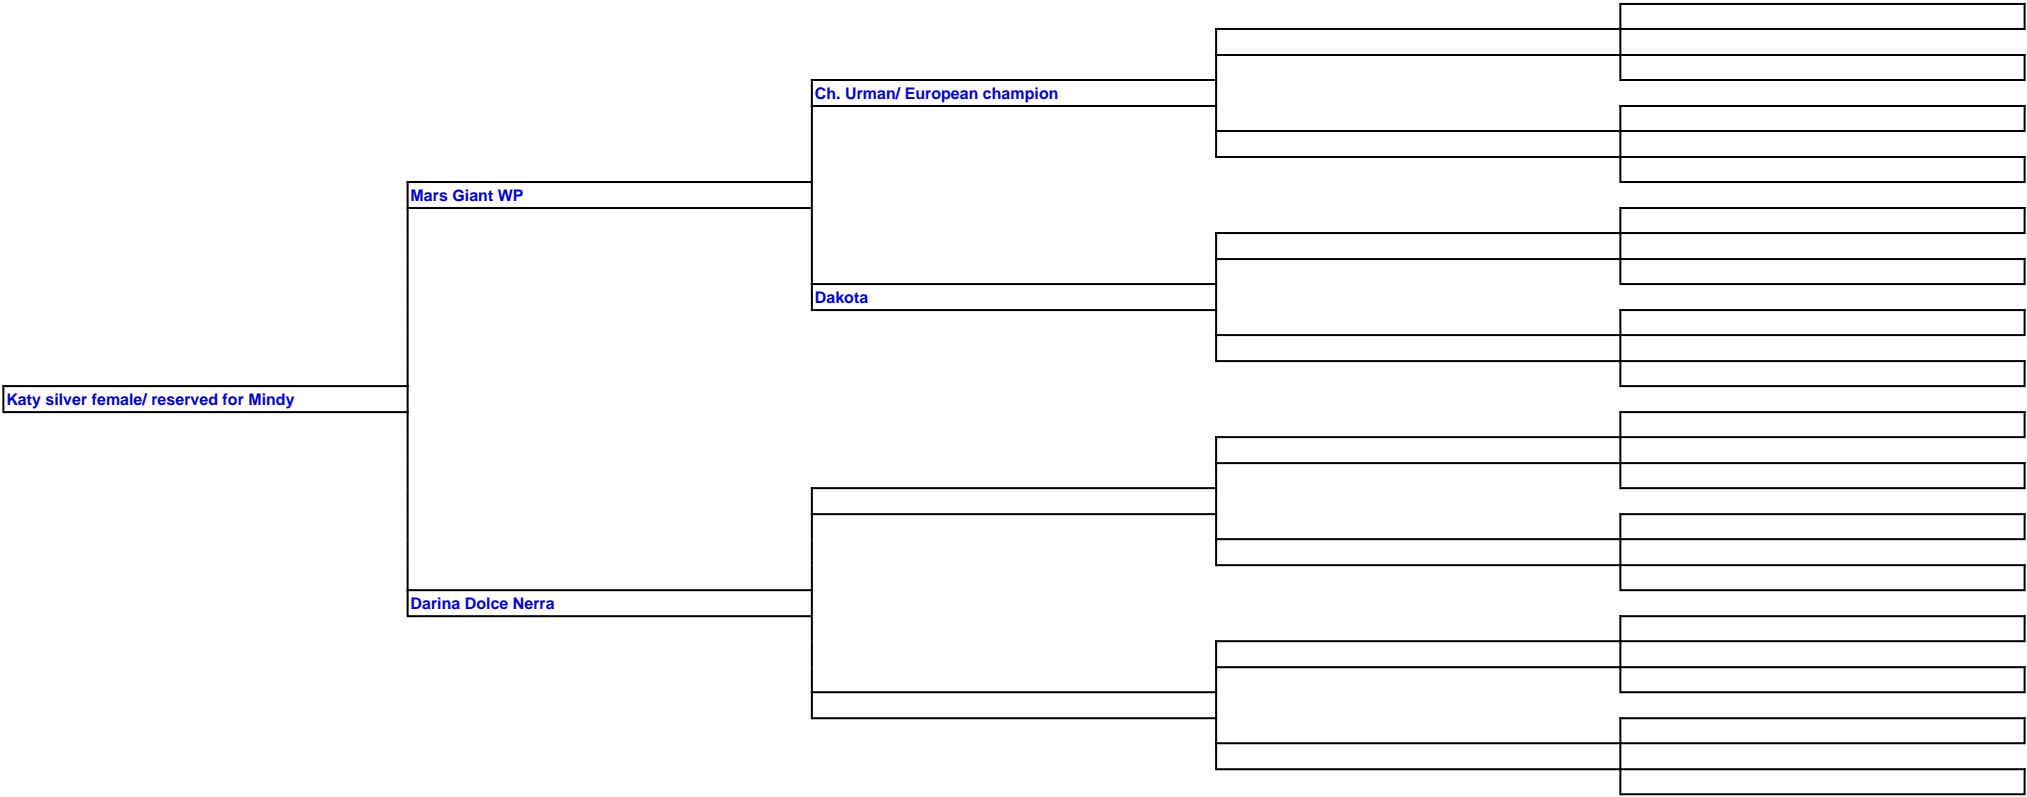 Ch. Urman/ European champion
Mars Giant WP
Dakota
Katy silver female/ reserved for Mindy
Darina Dolce Nerra